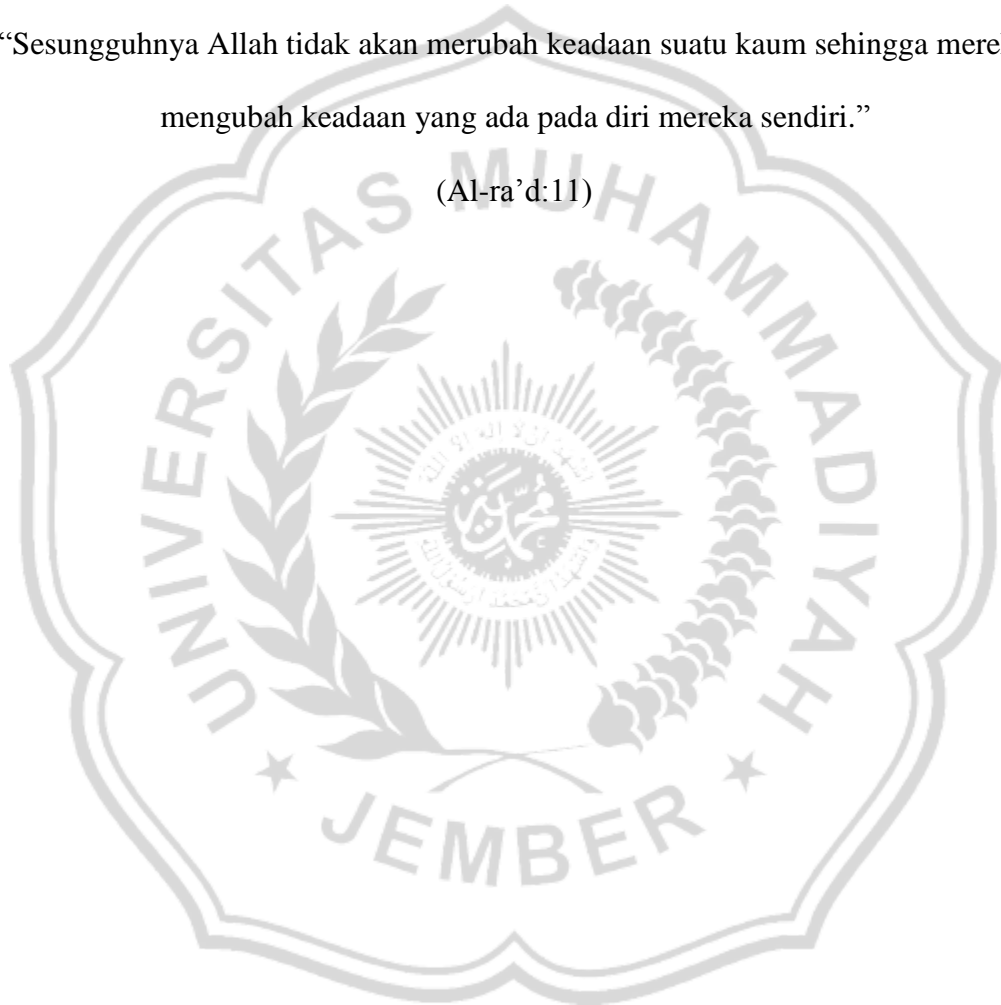 “Sesungguhnya Allah tidak akan merubah keadaan suatu kaum sehingga
mengubah keadaan yang ada pada diri mereka sendiri.”
(Al-ra’d:11)
UNIVERSITAS MUHAMMADIYAH
JEMBER